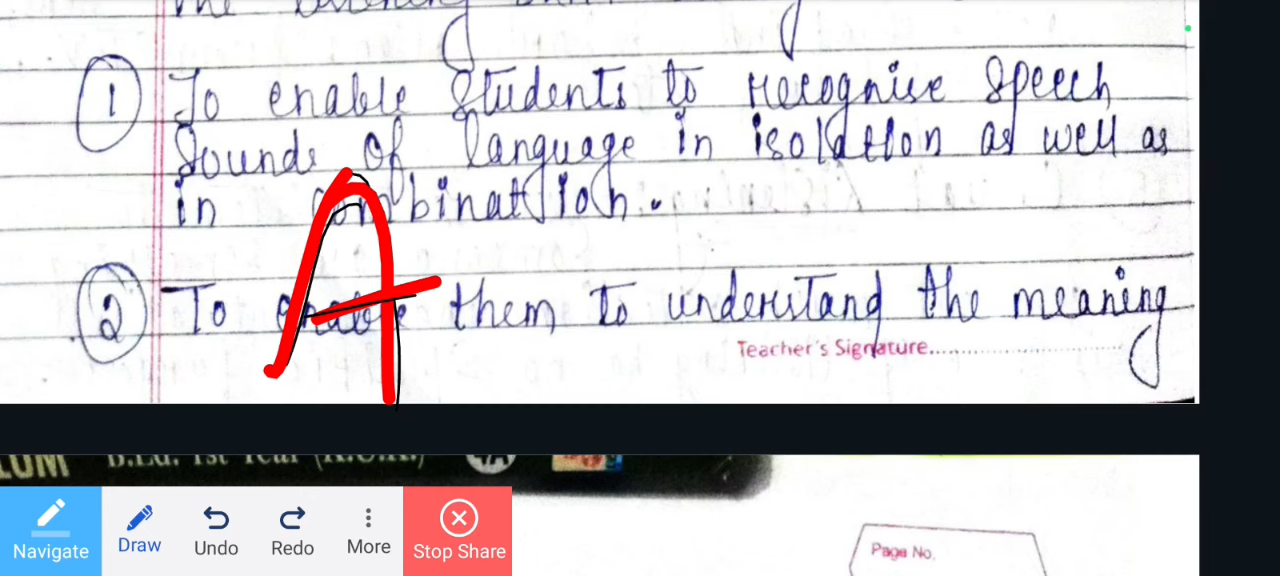 the
① To enable students to recognise speech
sounds of language in isolation as well as
in combination.
② To enable them to understand the meaning
Teacher's Signature
A
B.Ed. 1st Year
Page No.
Navigate Draw Undo Redo More Stop Share